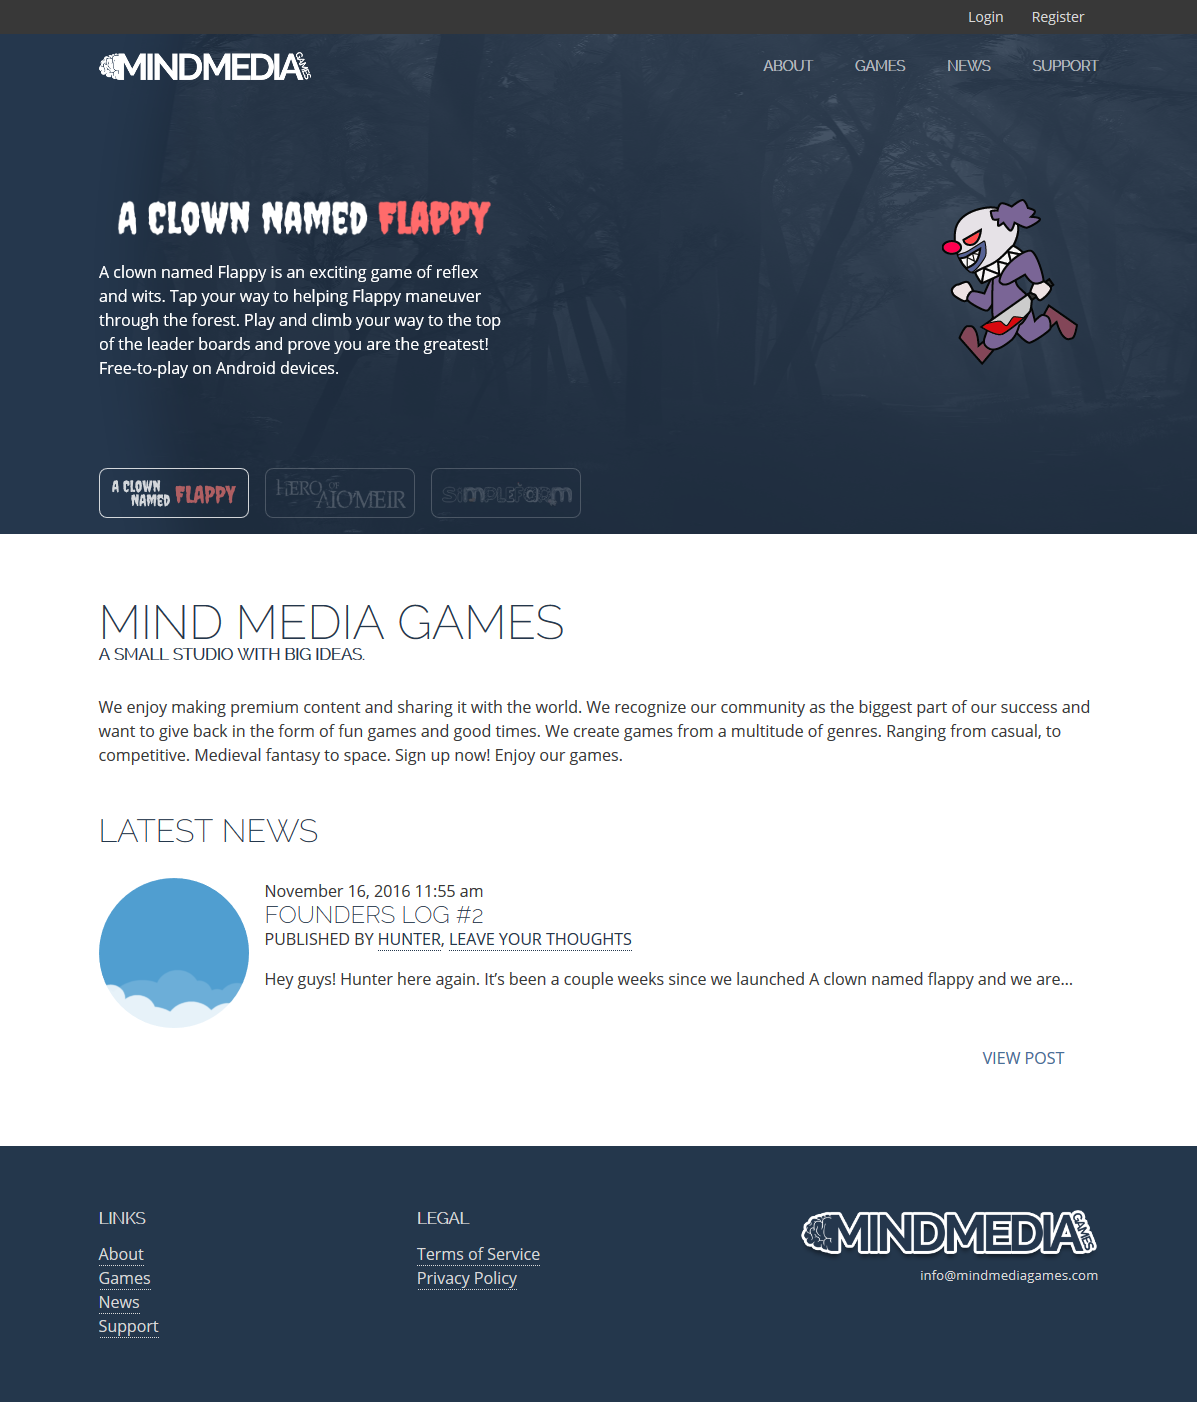 Login Register
MINDMEDIA GAMES
ABOUT GAMES NEWS SUPPORT
A CLOWN NAMED FLAPPY
A clown named Flappy is an exciting game of reflex
and wits. Tap your way to helping Flappy maneuver
through the forest. Play and climb your way to the top
of the leader boards and prove you are the greatest!
Free-to-play on Android devices.
A CLOWN NAMED FLAPPY
HERO OF AIOMEIR
SIMPLEFARM
MIND MEDIA GAMES
A SMALL STUDIO WITH BIG IDEAS.
We enjoy making premium content and sharing it with the world. We recognize our community as the biggest part of our success and
want to give back in the form of fun games and good times. We create games from a multitude of genres. Ranging from casual, to
competitive. Medieval fantasy to space. Sign up now! Enjoy our games.
LATEST NEWS
November 16, 2016 11:55 am
FOUNDERS LOG #2
PUBLISHED BY HUNTER, LEAVE YOUR THOUGHTS
Hey guys! Hunter here again. It’s been a couple weeks since we launched A clown named flappy and we are...
VIEW POST
LINKS
About
Games
News
Support
LEGAL
Terms of Service
Privacy Policy
MINDMEDIA GAMES
info@mindmediagames.com